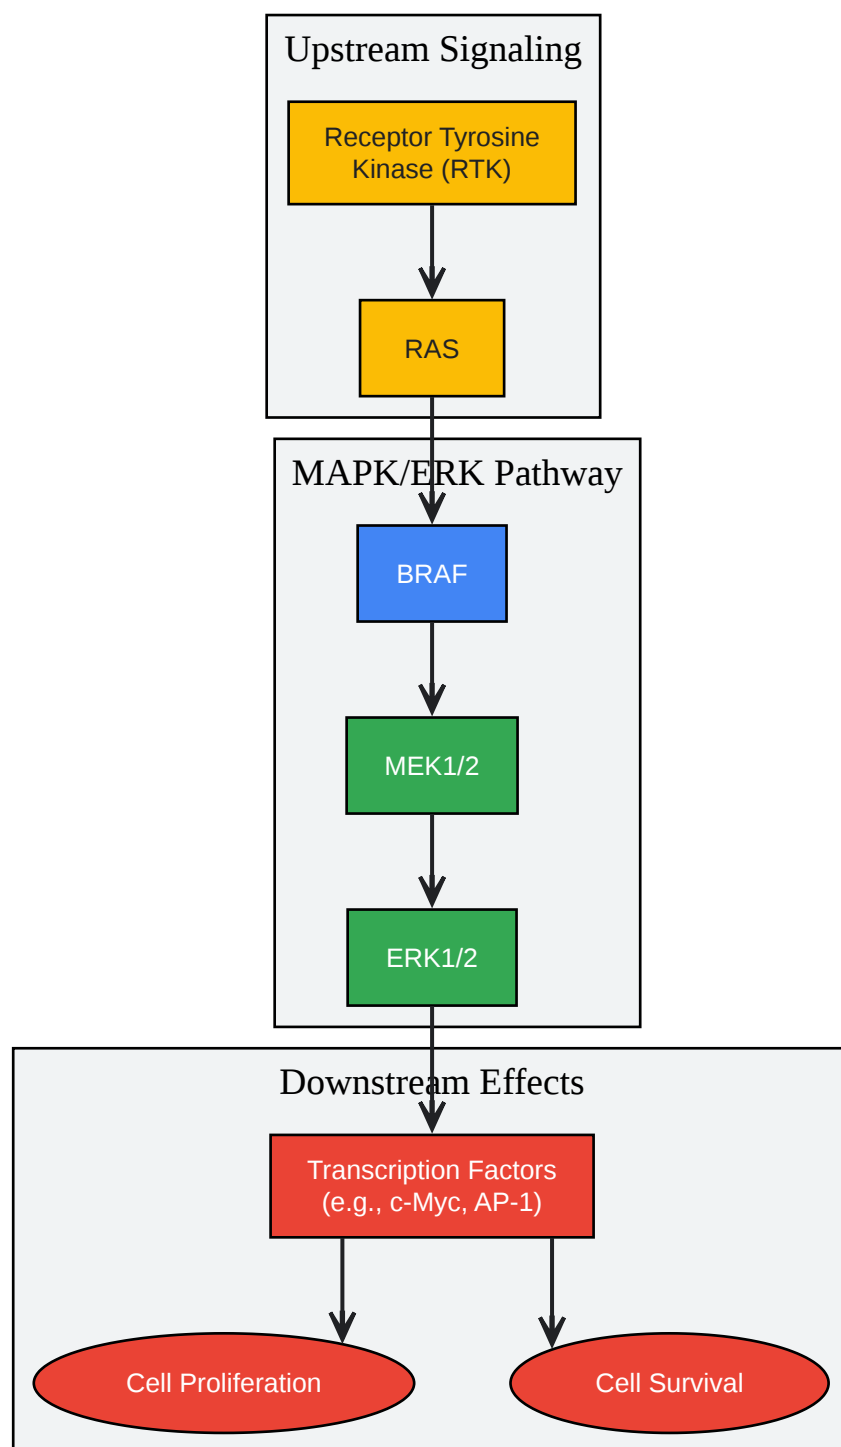 Upstream Signaling
Receptor Tyrosine
Kinase (RTK)
RAS
MAPK/ERK Pathway
BRAF
MEK1/2
ERK1/2
Downstream Effects
Transcription Factors
(e.g., c-Myc, AP-1)
Cell Proliferation
Cell Survival